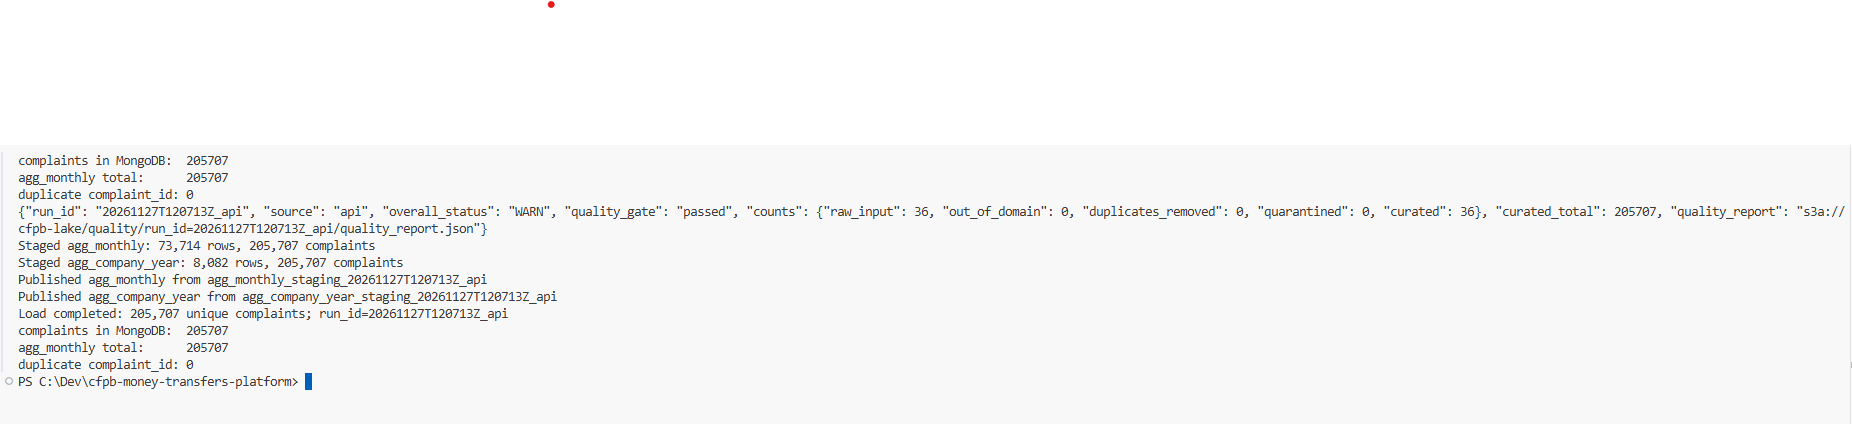 complaints in MongoDB:  205707
agg_monthly total:      205707
duplicate complaint_id: 0
{"run_id": "20261127T120713Z_api", "source": "api", "overall_status": "WARN", "quality_gate": "passed", "counts": {"raw_input": 36, "out_of_domain": 0, "duplicates_removed": 0, "quarantined": 0, "curated": 36}, "curated_total": 205707, "quality_report": "s3a://
cfpb-lake/quality/run_id=20261127T120713Z_api/quality_report.json"}
Staged agg_monthly: 73,714 rows, 205,707 complaints
Staged agg_company_year: 8,082 rows, 205,707 complaints
Published agg_monthly from agg_monthly_staging_20261127T120713Z_api
Published agg_company_year from agg_company_year_staging_20261127T120713Z_api
Load completed: 205,707 unique complaints; run_id=20261127T120713Z_api
complaints in MongoDB:  205707
agg_monthly total:      205707
duplicate complaint_id: 0
PS C:\Dev\cfpb-money-transfers-platform>